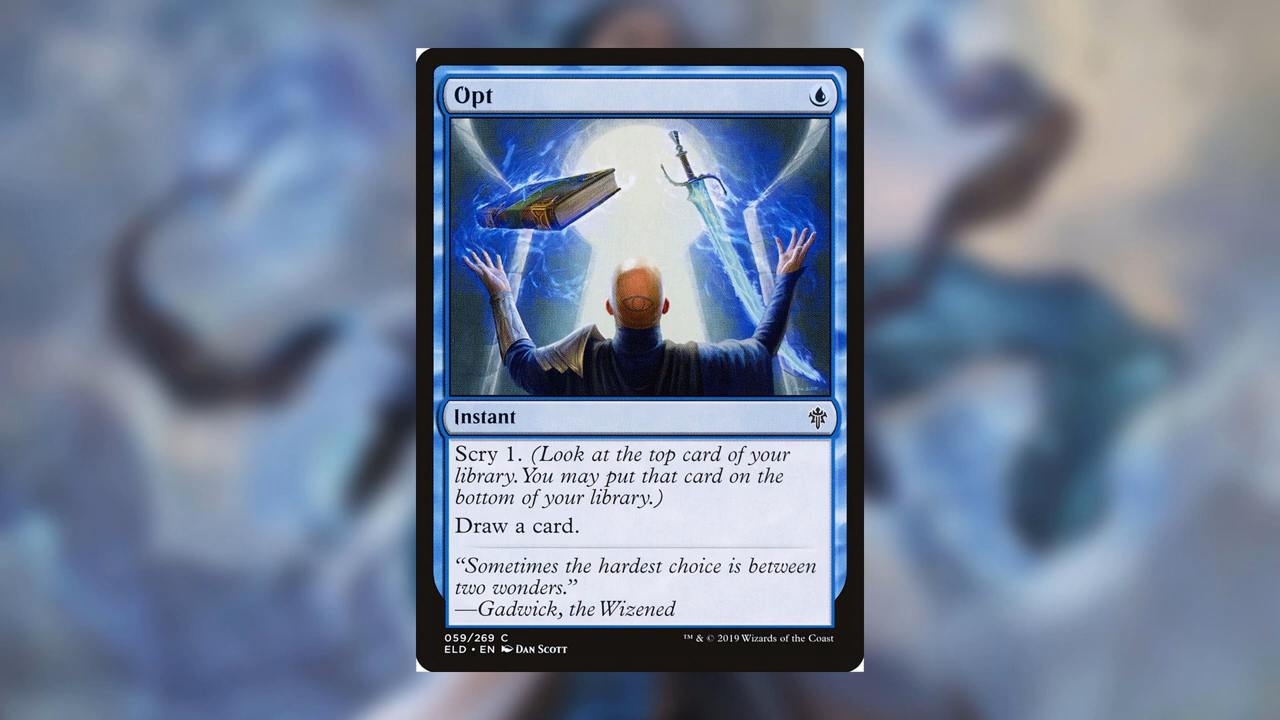 Opt
Instant
Scry 1. (Look at the top card of your
library. You may put that card on the
bottom of your library.)
Draw a card.
“Sometimes the hardest choice is between
two wonders.”
—Gadwick, the Wizened
059/269 C
™ & © 2019 Wizards of the Coast
ELD • EN Dan Scott